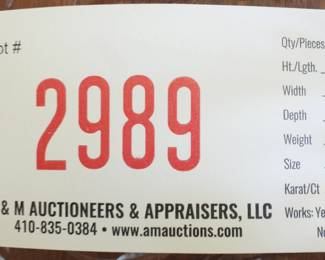 ot #
2989
& M AUCTIONEERS & APPRAISERS, LLC
410-835-0384 • www.amauctions.com
Qty/Pieces
Ht./Lgth.
Width
Depth
Weight
Size
Karat/Ct
Works: Ye
No